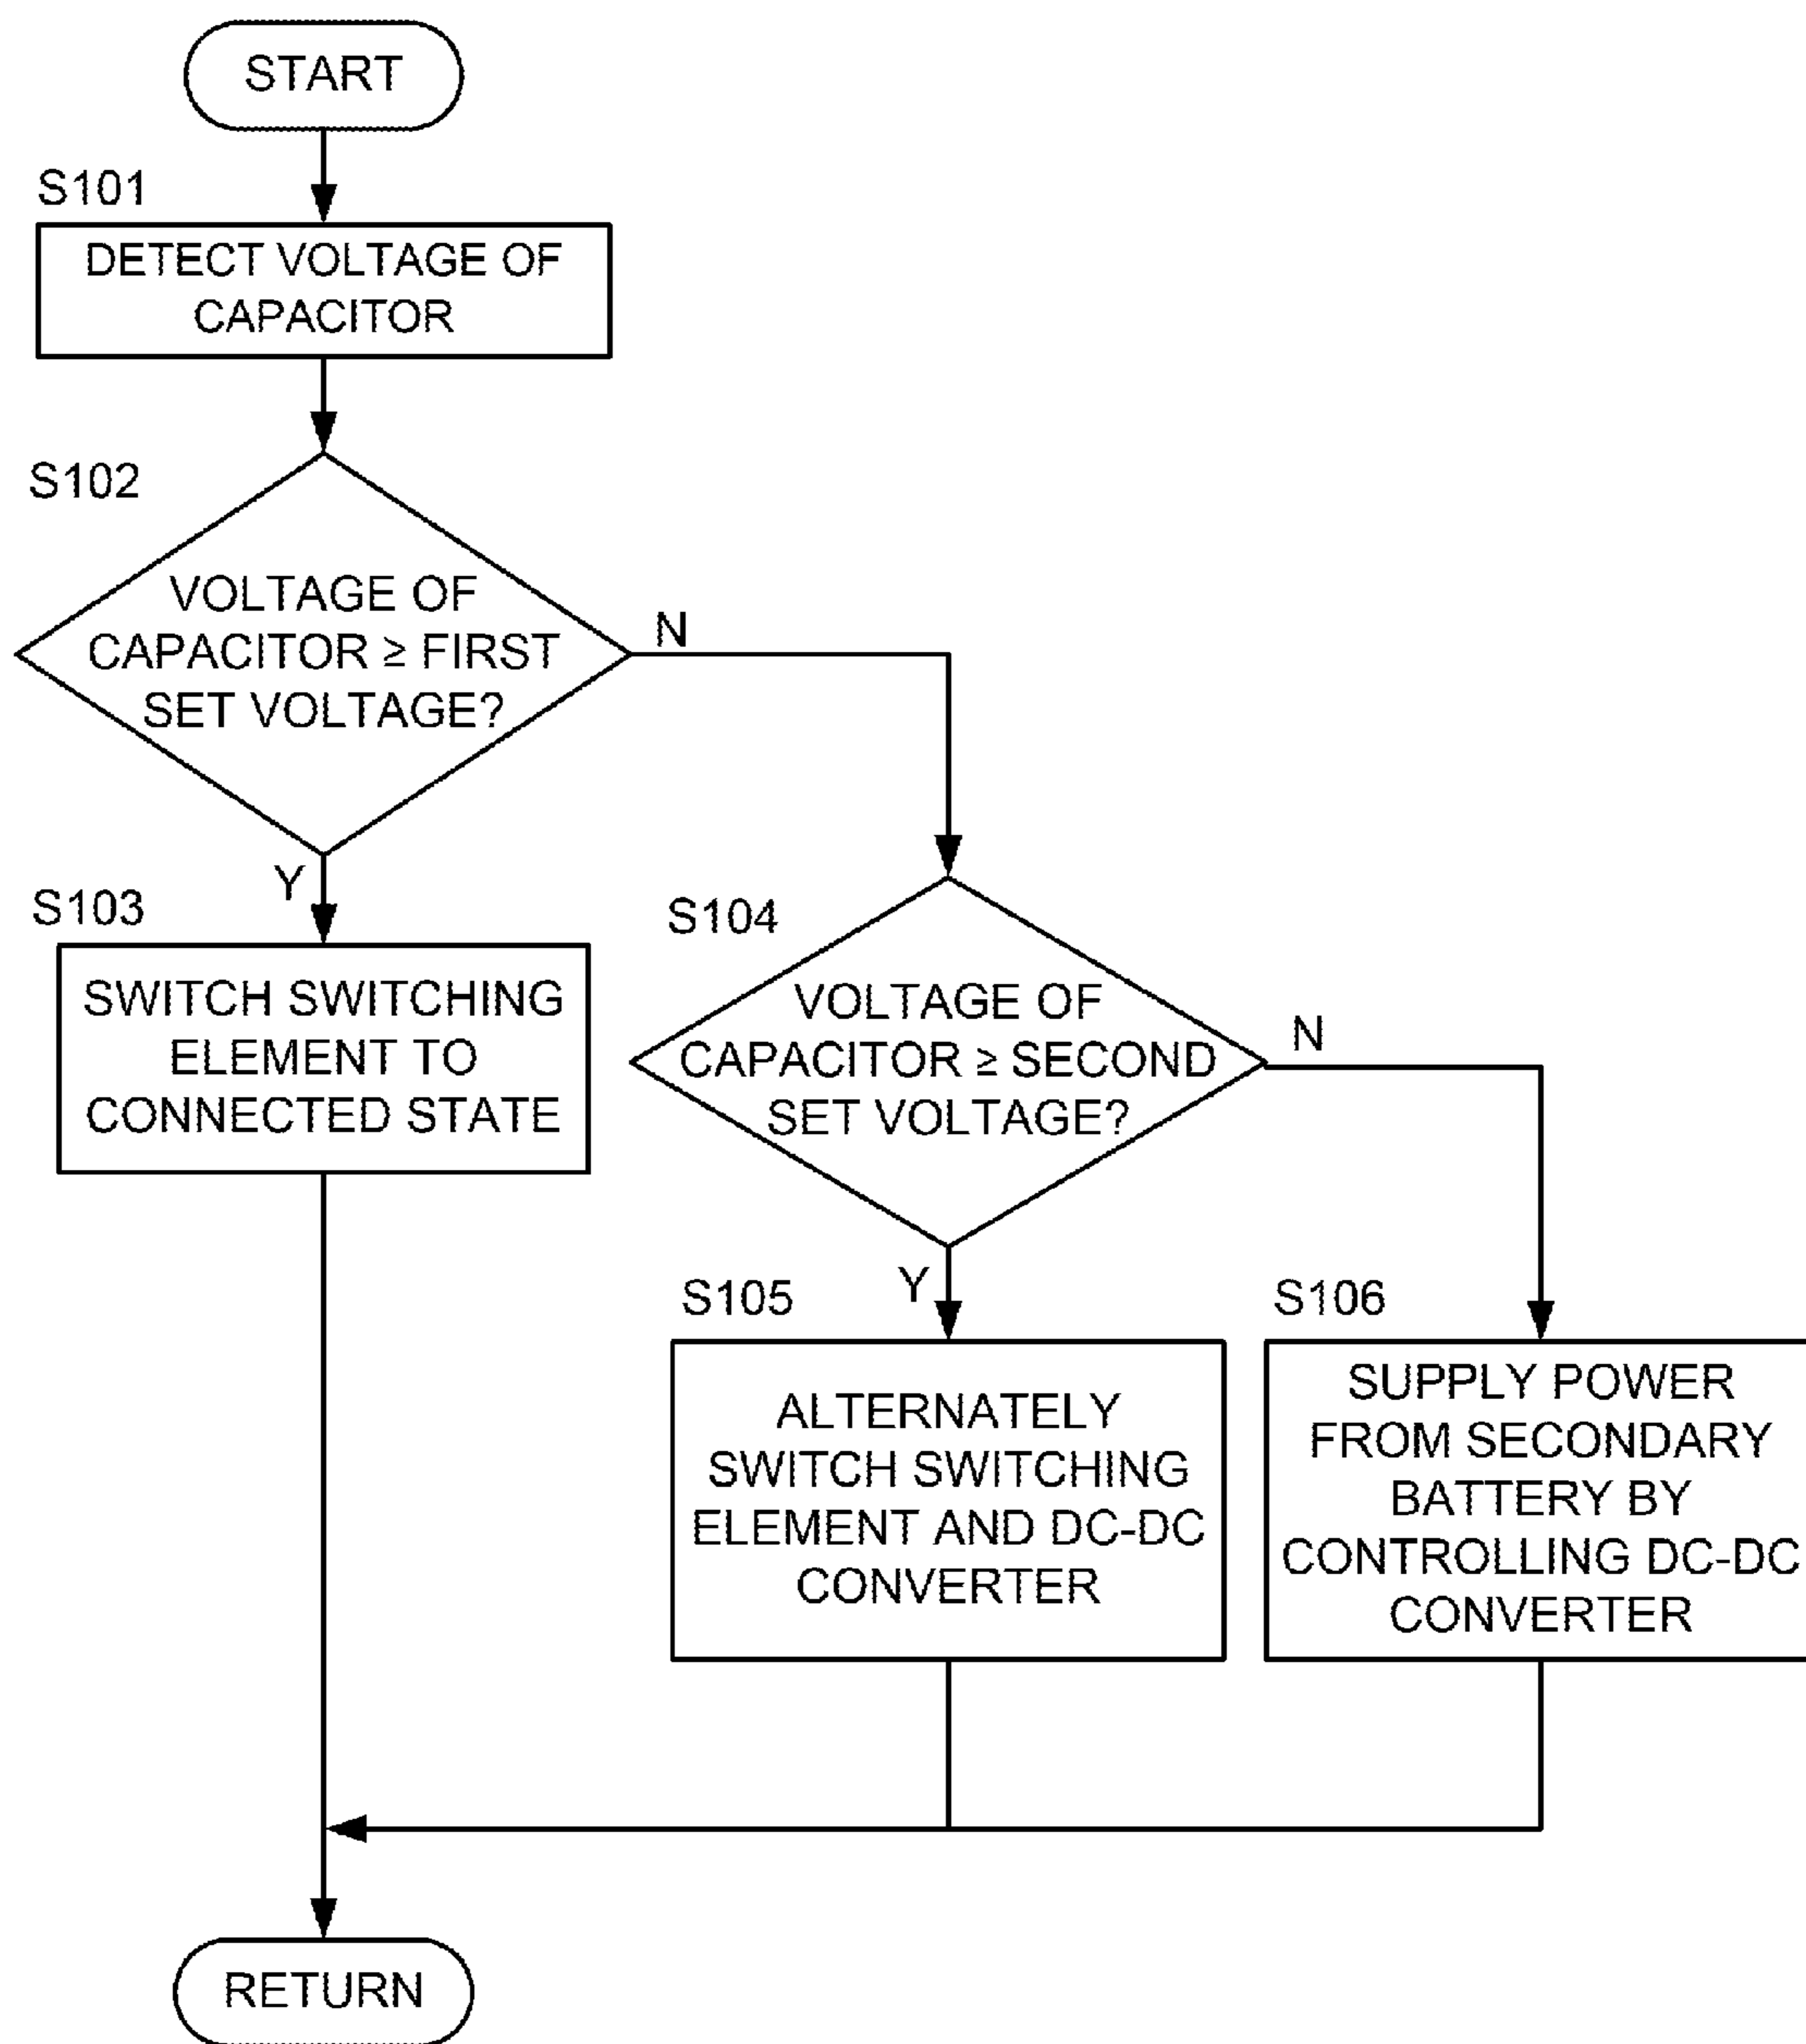 START
S101
DETECT VOLTAGE OF
CAPACITOR
S102
VOLTAGE OF
CAPACITOR ≥ FIRST
SET VOLTAGE?
N
Y
S103
SWITCH SWITCHING
ELEMENT TO
CONNECTED STATE
S104
VOLTAGE OF
CAPACITOR ≥ SECOND
SET VOLTAGE?
N
Y
S105
ALTERNATELY
SWITCH SWITCHING
ELEMENT AND DC-DC
CONVERTER
S106
SUPPLY POWER
FROM SECONDARY
BATTERY BY
CONTROLLING DC-DC
CONVERTER
RETURN